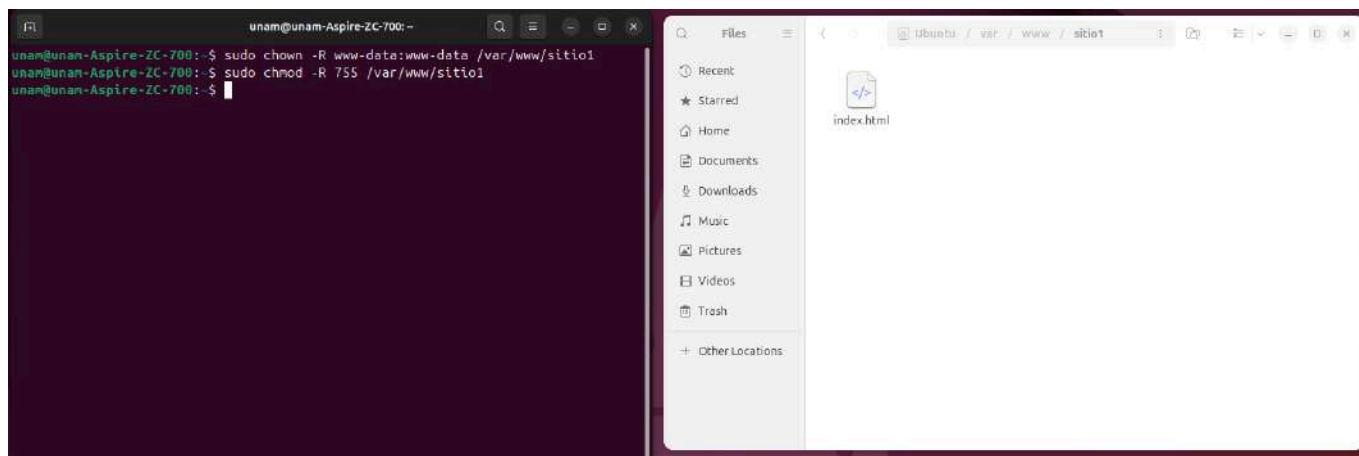 unam@unam-Aspire-ZC-700: ~
unam@unam-Aspire-ZC-700:~$ sudo chown -R www-data:www-data /var/www/sitio1
unam@unam-Aspire-ZC-700:~$ sudo chmod -R 755 /var/www/sitio1
unam@unam-Aspire-ZC-700:~$
Files
Ubuntu / var / www / sitio1
Recent
Starred
Home
Documents
Downloads
Music
Pictures
Videos
Trash
+ Other Locations
</>
index.html